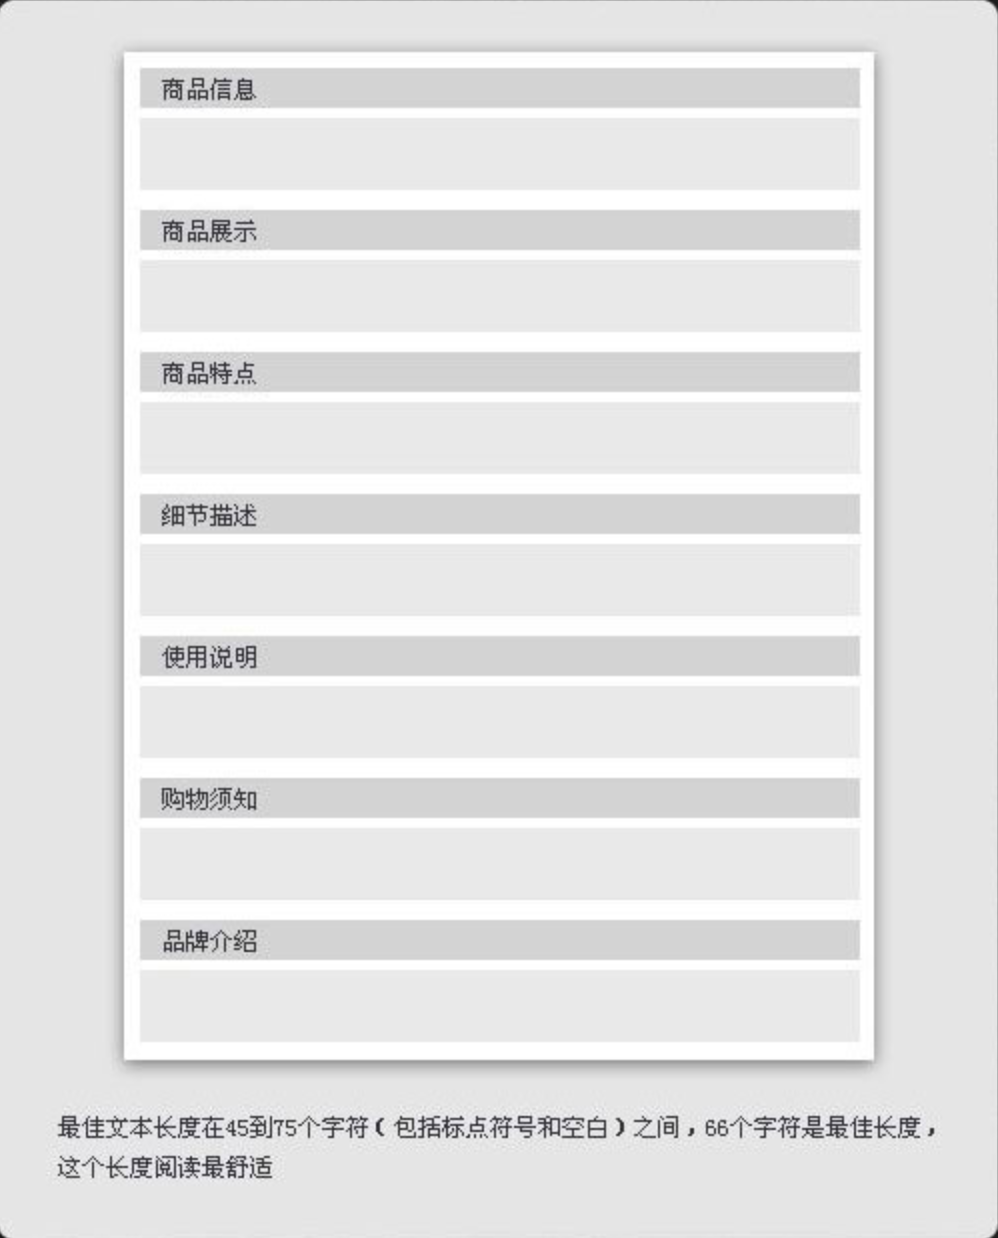 商品信息
商品展示
商品特点
细节描述
使用说明
购物须知
品牌介绍
最佳文本长度在45到75个字符（包括标点符号和空白）之间，66个字符是最佳长度，
这个长度阅读最舒适